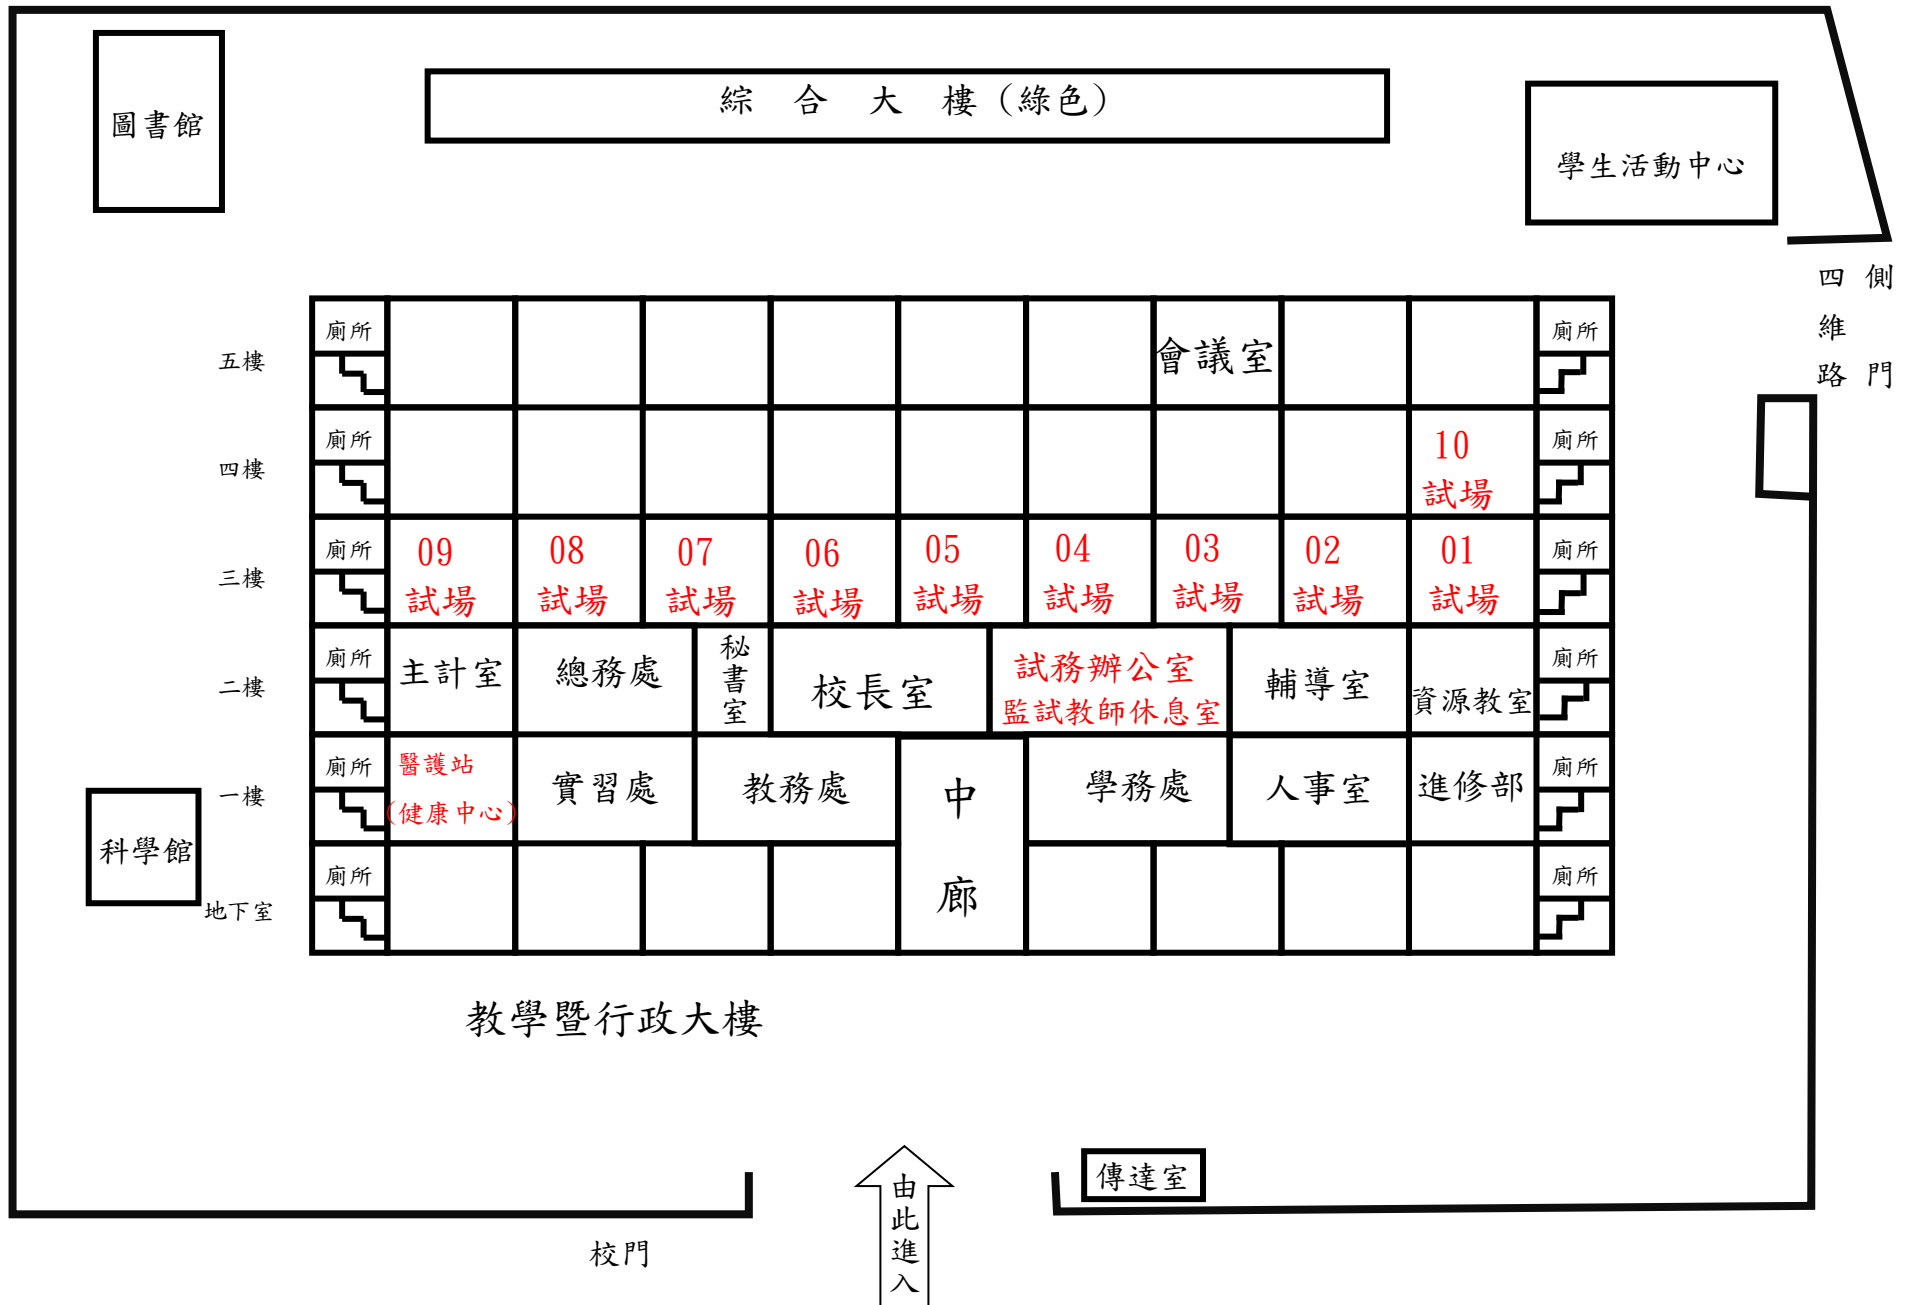 圖書館
綜合大樓(綠色)
學生活動中心
四維路
側門
五樓
廁所
會議室
廁所
四樓
廁所
10
試場
廁所
三樓
廁所
09
試場
08
試場
07
試場
06
試場
05
試場
04
試場
03
試場
02
試場
01
試場
廁所
二樓
廁所
主計室
總務處
秘書室
校長室
試務辦公室
監試教師休息室
輔導室
資源教室
廁所
一樓
廁所
醫護站
(健康中心)
實習處
教務處
中廊
學務處
人事室
進修部
廁所
科學館
地下室
廁所
廁所
教學暨行政大樓
傳達室
由此進入
校門